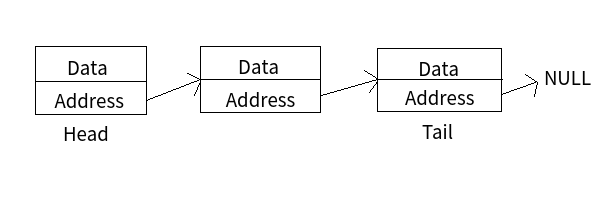 Data
Address
Head
Data
Address
Data
Address
Tail
NULL